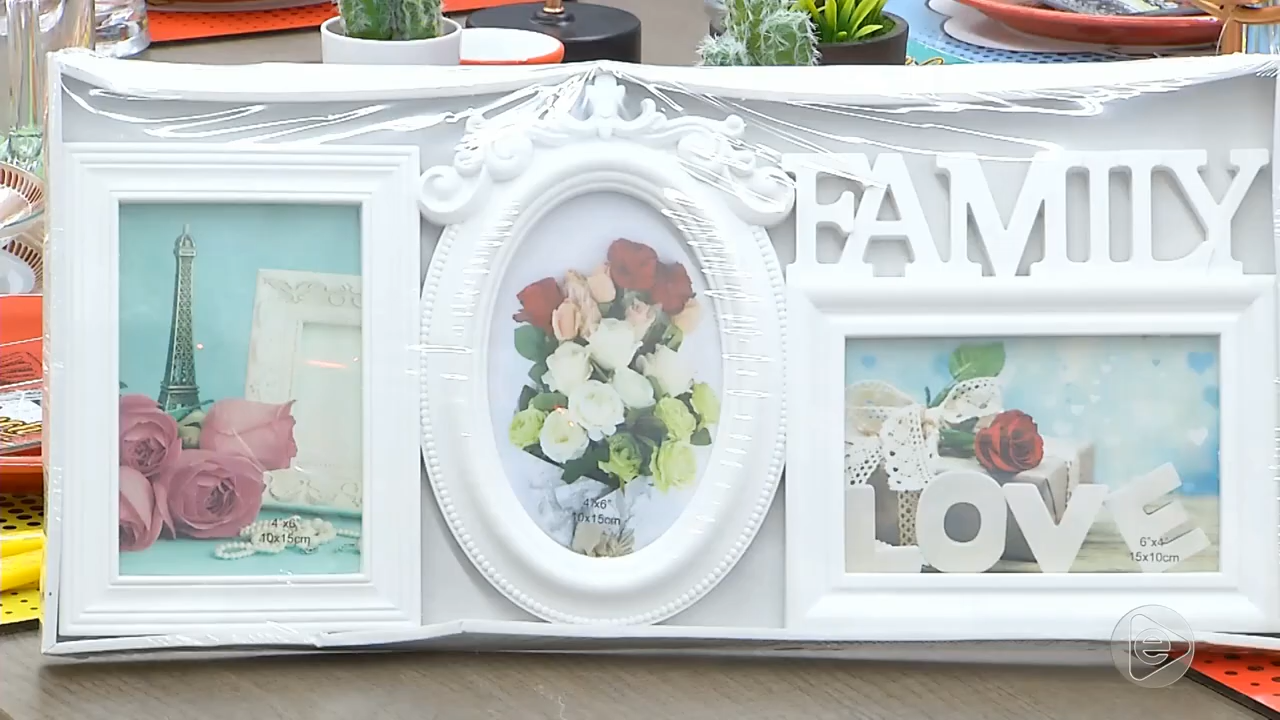 FAMILY
4"x6"
10x15cm
4"x6"
10x15cm
LOVE
6"x4"
15x10cm
e